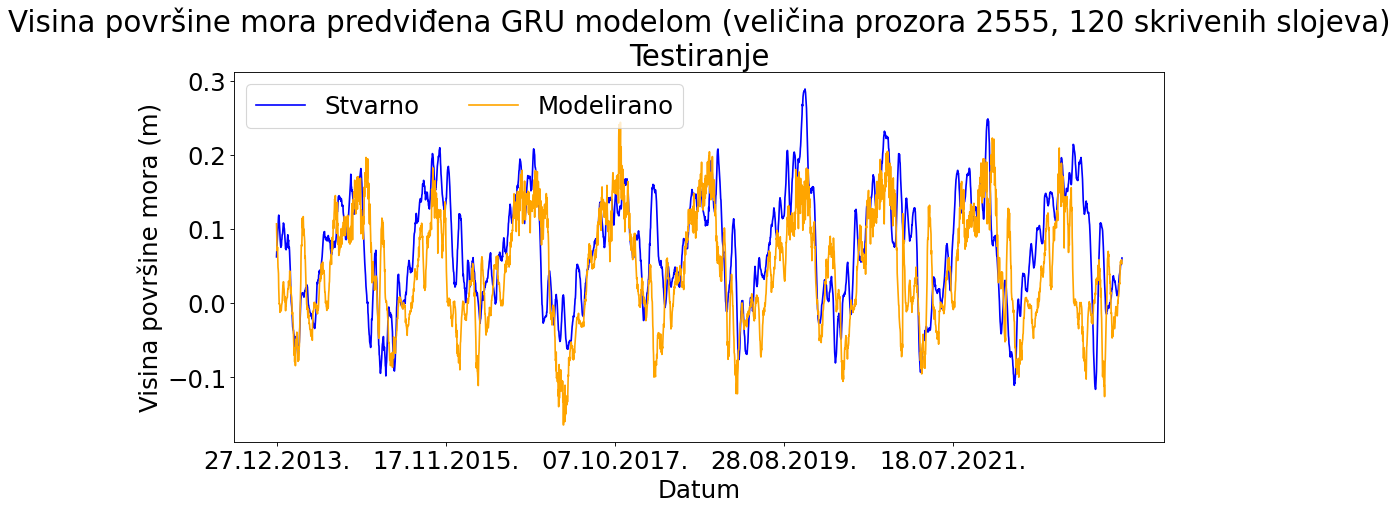 Visina površine mora predviđena GRU modelom (veličina prozora 2555, 120 skrivenih slojeva)
Testiranje
Stvarno Modelirano
Visina površine mora (m)
0.3
0.2
0.1
0.0
−0.1
27.12.2013. 17.11.2015. 07.10.2017. 28.08.2019. 18.07.2021.
Datum